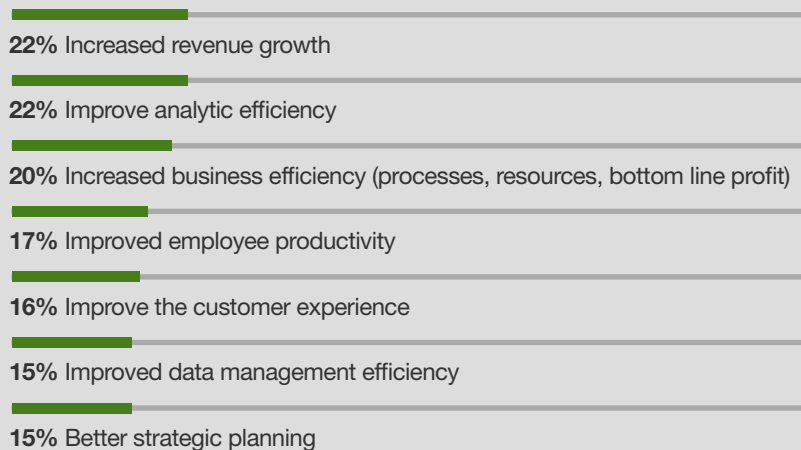 22% Increased revenue growth
22% Improve analytic efficiency
20% Increased business efficiency (processes, resources, bottom line profit)
17% Improved employee productivity
16% Improve the customer experience
15% Improved data management efficiency
15% Better strategic planning